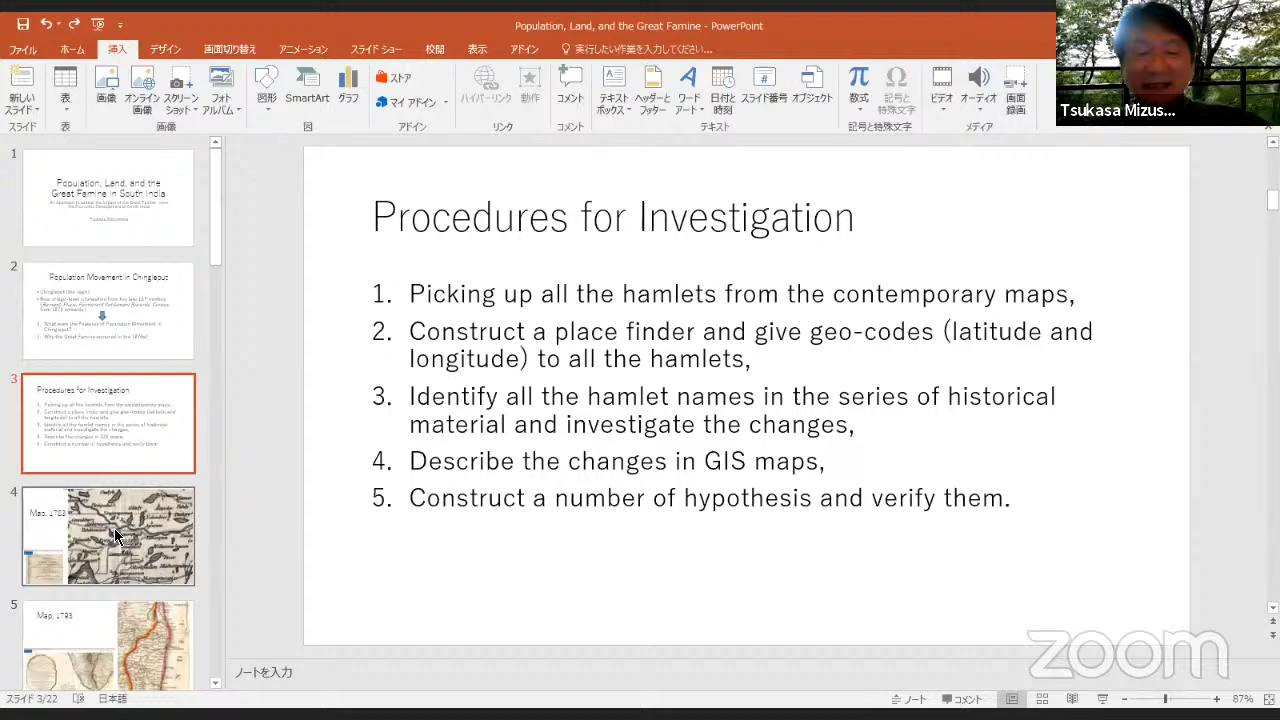 Population, Land, and the Great Famine - PowerPoint
ファイル ホーム 挿入 デザイン 画面切り替え アニメーション スライド ショー 校閲 表示 アドイン 実行したい作業を入力してください...
新しい スライド
表
画像
オンライン 画像
スクリーン ショット
フォト アルバム
図形
SmartArt
グラフ
ストア
マイ アドイン
ハイパーリンク
動作
コメント
テキスト ボックス
ヘッダーと フッター
ワード アート
日付と 時刻
スライド番号
オブジェクト
数式
記号と 特殊文字
ビデオ
オーディオ
画面 録画
スライド 表 画像 図 アドイン リンク コメント テキスト 記号と特殊文字 メディア
Tsukasa Mizus...
1
Population, Land, and the
Great Famine in South India
2
Population Movement in Chingleput
3
Procedures for Investigation
4
Map, 1783
5
Map, 1793
Procedures for Investigation
1. Picking up all the hamlets from the contemporary maps,
2. Construct a place finder and give geo-codes (latitude and
longitude) to all the hamlets,
3. Identify all the hamlet names in the series of historical
material and investigate the changes,
4. Describe the changes in GIS maps,
5. Construct a number of hypothesis and verify them.
zoom
ノートを入力
スライド 3/22 日本語 ノート コメント 87%